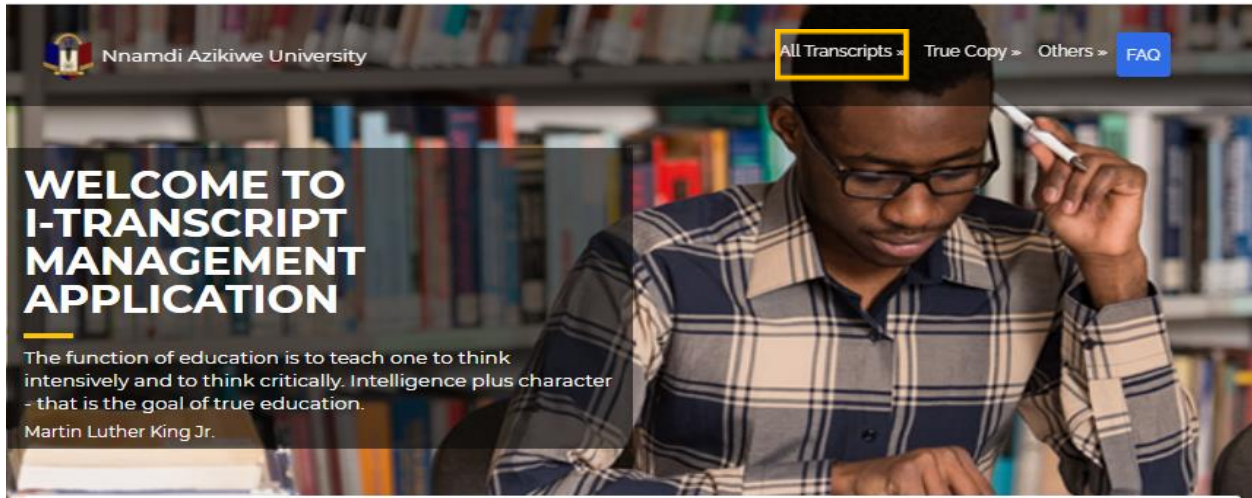 Nnamdi Azikiwe University
All Transcripts » True Copy » Others » FAQ
WELCOME TO
I-TRANSCRIPT
MANAGEMENT
APPLICATION
The function of education is to teach one to think
intensively and to think critically. Intelligence plus character
- that is the goal of true education.
Martin Luther King Jr.